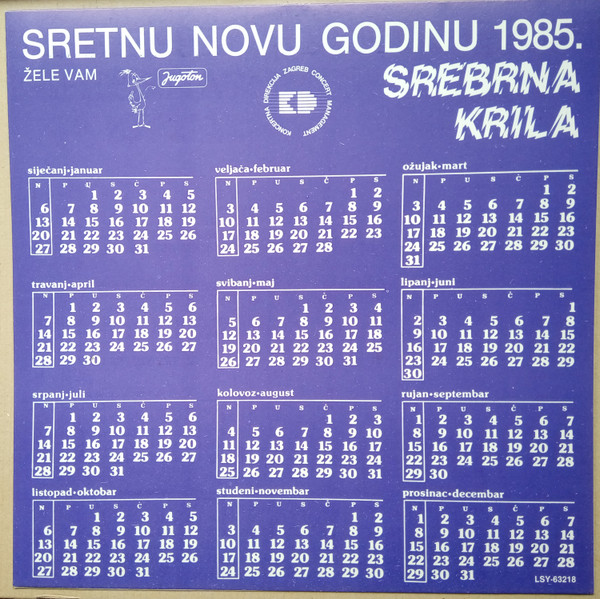 SRETNU NOVU GODINU 1985.
ŽELE VAM
Jugoton
KONCERTNA DIREKCIJA ZAGREB CONCERT MANAGEMENT
SREBRNA
KRILA
siječanj•januar
N P U S Č P S
1 2 3 4 5
6 7 8 9 10 11 12
13 14 15 16 17 18 19
20 21 22 23 24 25 26
27 28 29 30 31
veljača•februar
N P U S Č P S
1 2
3 4 5 6 7 8 9
10 11 12 13 14 15 16
17 18 19 20 21 22 23
24 25 26 27 28
ožujak•mart
N P U S Č P S
1 2
3 4 5 6 7 8 9
10 11 12 13 14 15 16
17 18 19 20 21 22 23
24 25 26 27 28 29 30
31
travanj•april
N P U S Č P S
1 2 3 4 5 6
7 8 9 10 11 12 13
14 15 16 17 18 19 20
21 22 23 24 25 26 27
28 29 30
svibanj•maj
N P U S Č P S
1 2 3 4
5 6 7 8 9 10 11
12 13 14 15 16 17 18
19 20 21 22 23 24 25
26 27 28 29 30 31
lipanj•juni
N P U S Č P S
1
2 3 4 5 6 7 8
9 10 11 12 13 14 15
16 17 18 19 20 21 22
23 24 25 26 27 28 29
30
srpanj•juli
N P U S Č P S
1 2 3 4 5 6
7 8 9 10 11 12 13
14 15 16 17 18 19 20
21 22 23 24 25 26 27
28 29 30 31
kolovoz•august
N P U S Č P S
1 2 3
4 5 6 7 8 9 10
11 12 13 14 15 16 17
18 19 20 21 22 23 24
25 26 27 28 29 30 31
rujan•septembar
N P U S Č P S
1 2 3 4 5 6 7
8 9 10 11 12 13 14
15 16 17 18 19 20 21
22 23 24 25 26 27 28
29 30
listopad•oktobar
N P U S Č P S
1 2 3 4 5
6 7 8 9 10 11 12
13 14 15 16 17 18 19
20 21 22 23 24 25 26
27 28 29 30 31
studeni•novembar
N P U S Č P S
1 2
3 4 5 6 7 8 9
10 11 12 13 14 15 16
17 18 19 20 21 22 23
24 25 26 27 28 29 30
prosinac•decembar
N P U S Č P S
1 2 3 4 5 6 7
8 9 10 11 12 13 14
15 16 17 18 19 20 21
22 23 24 25 26 27 28
29 30 31
LSY-63218